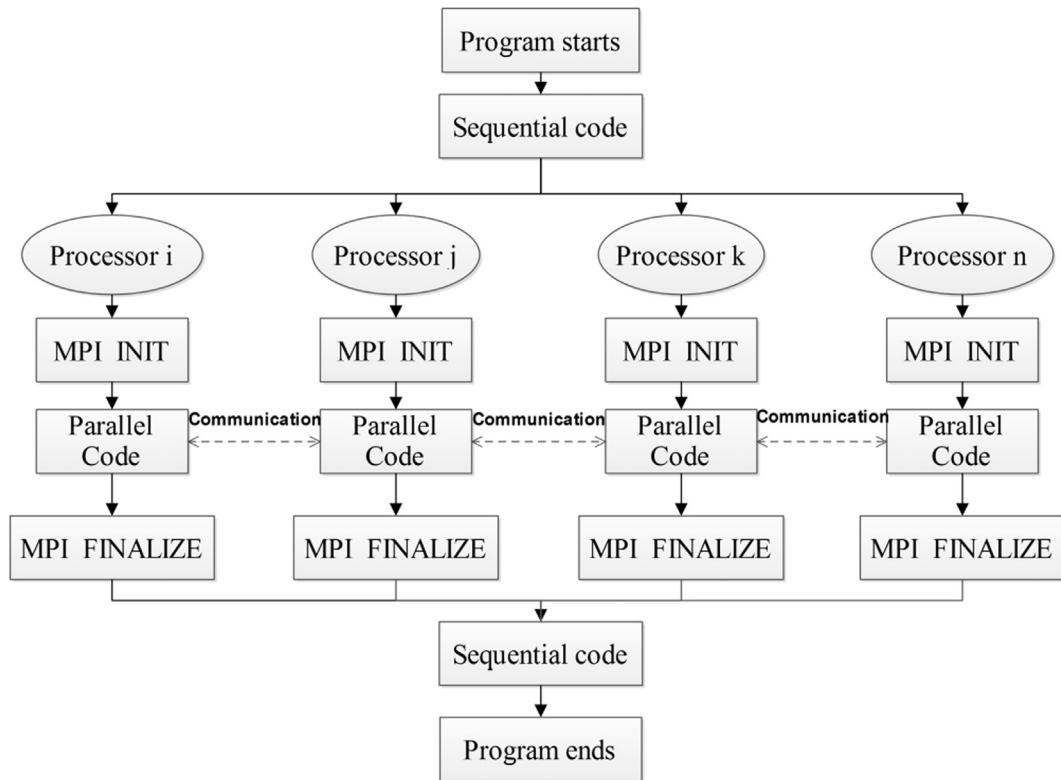 Program starts
Sequential code
Processor i
Processor j
Processor k
Processor n
MPI INIT
MPI INIT
MPI INIT
MPI INIT
Parallel
Code
Communication
Parallel
Code
Communication
Parallel
Code
Communication
Parallel
Code
MPI FINALIZE
MPI FINALIZE
MPI FINALIZE
MPI FINALIZE
Sequential code
Program ends